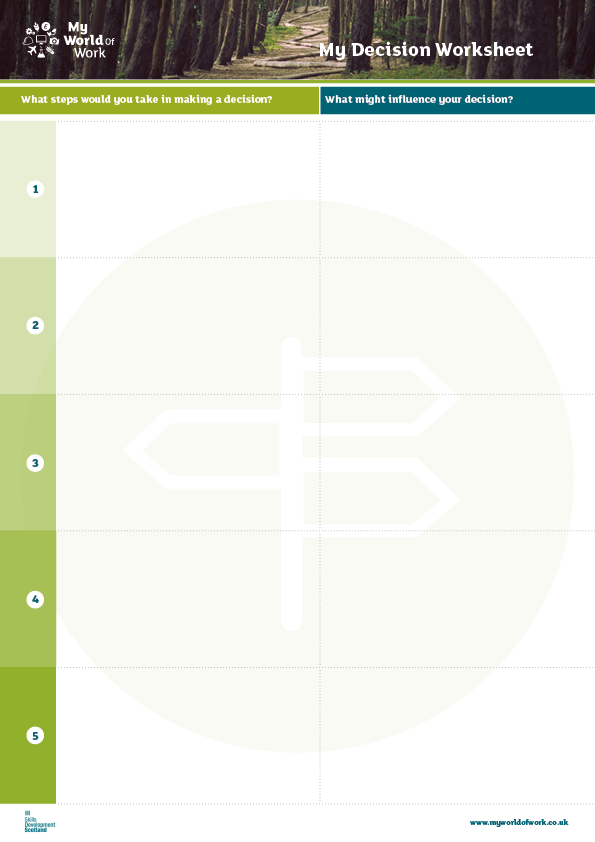 My
World Of
Work
My Decision Worksheet
What steps would you take in making a decision?
What might influence your decision?
1
2
3
4
5
Skills
Development
Scotland
www.myworldofwork.co.uk